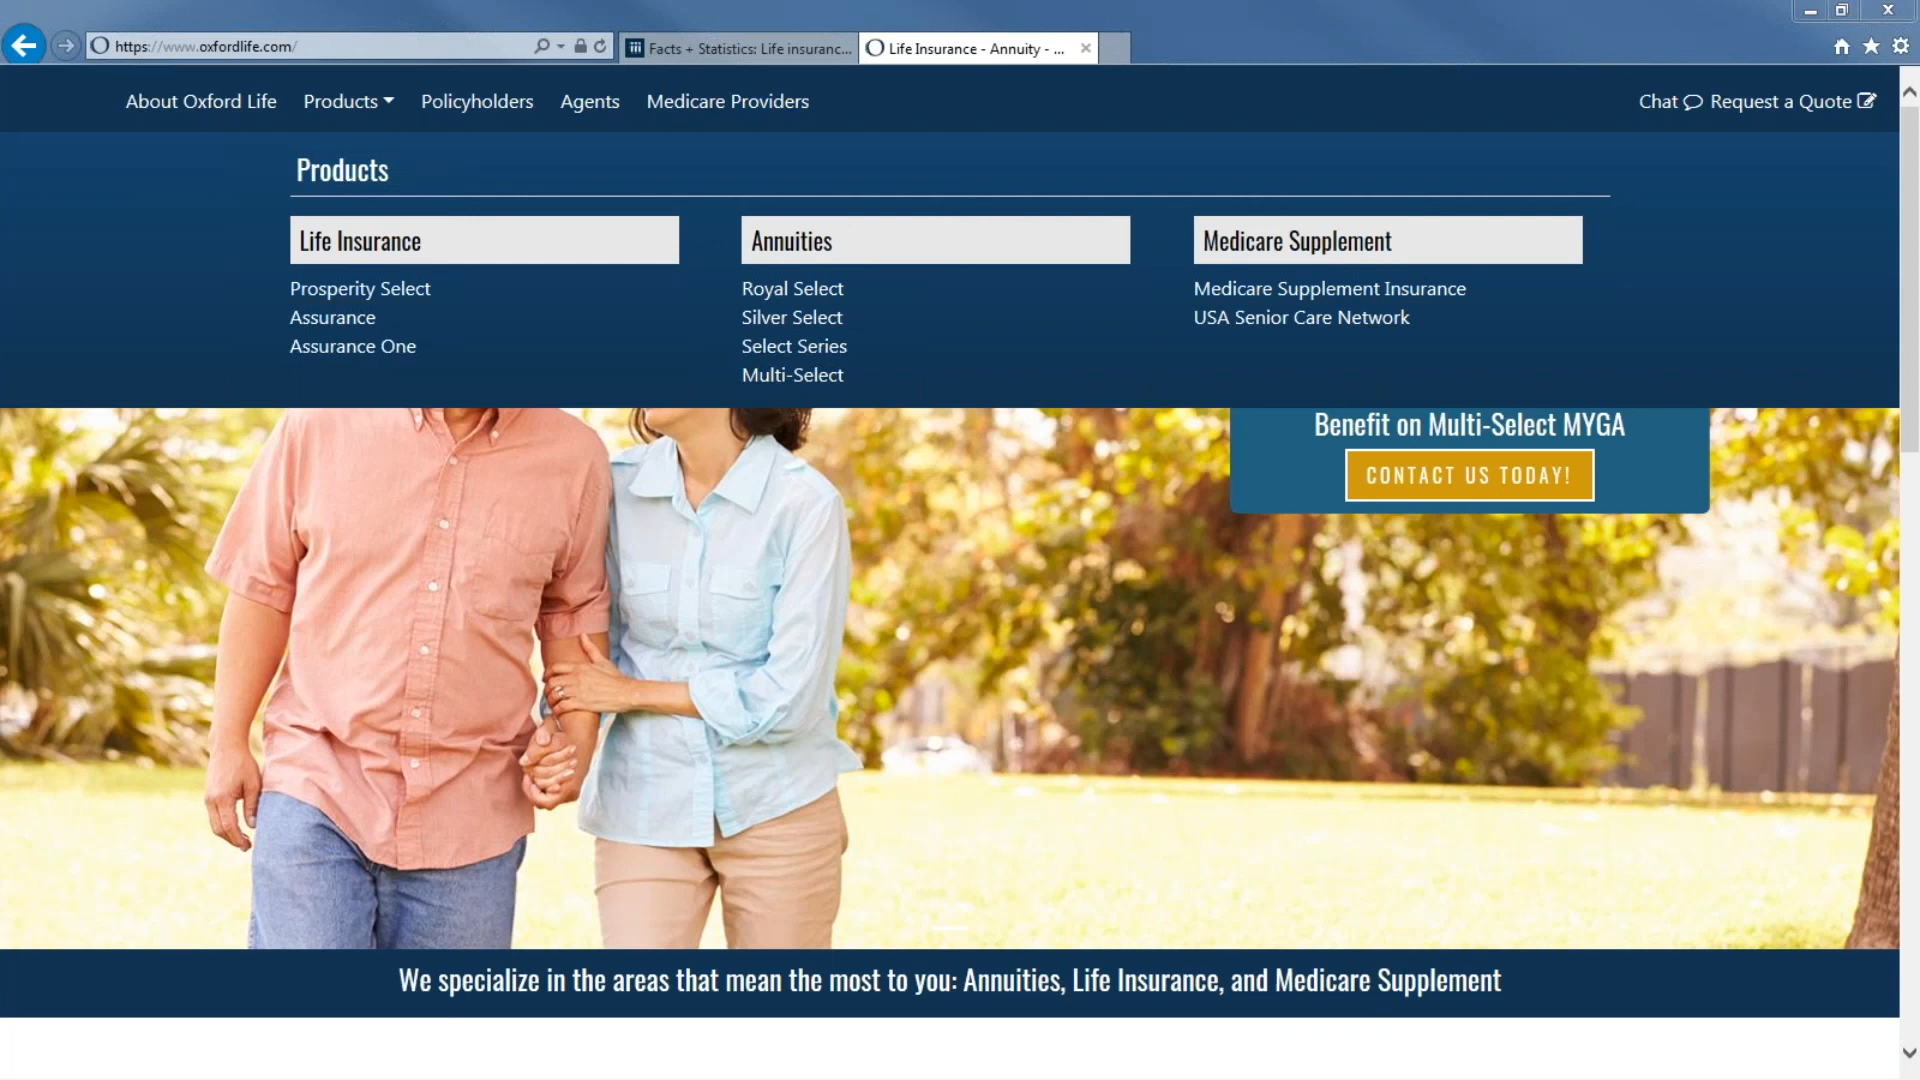 https://www.oxfordlife.com/
Facts + Statistics: Life insuranc...
Life Insurance - Annuity - ...
About Oxford Life
Products
Policyholders
Agents
Medicare Providers
Chat
Request a Quote
Products
Life Insurance
Prosperity Select
Assurance
Assurance One
Annuities
Royal Select
Silver Select
Select Series
Multi-Select
Medicare Supplement
Medicare Supplement Insurance
USA Senior Care Network
Benefit on Multi-Select MYGA
CONTACT US TODAY!
We specialize in the areas that mean the most to you: Annuities, Life Insurance, and Medicare Supplement